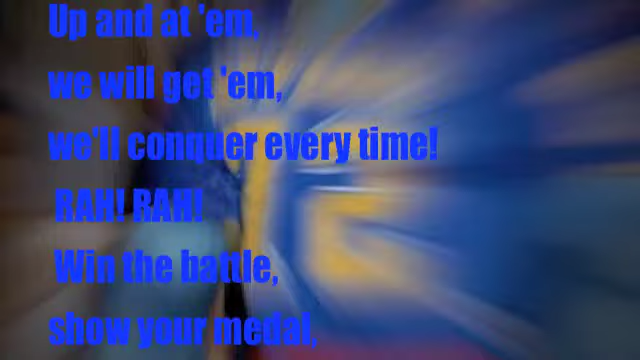 Up and at 'em,
we will get 'em,
we'll conquer every time!
RAH! RAH!
Win the battle,
show your medal,